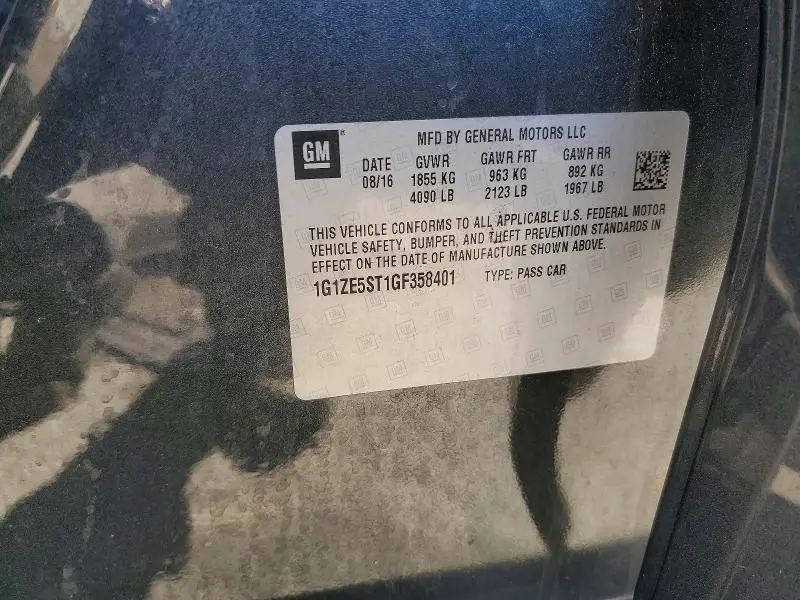 GM
MFD BY GENERAL MOTORS LLC
DATE GVWR GAWR FRT GAWR RR
08/16 1855 KG 963 KG 892 KG
4090 LB 2123 LB 1967 LB
THIS VEHICLE CONFORMS TO ALL APPLICABLE U.S. FEDERAL MOTOR
VEHICLE SAFETY, BUMPER, AND THEFT PREVENTION STANDARDS IN
EFFECT ON THE DATE OF MANUFACTURE SHOWN ABOVE.
1G1ZE5ST1GF358401 TYPE: PASS CAR